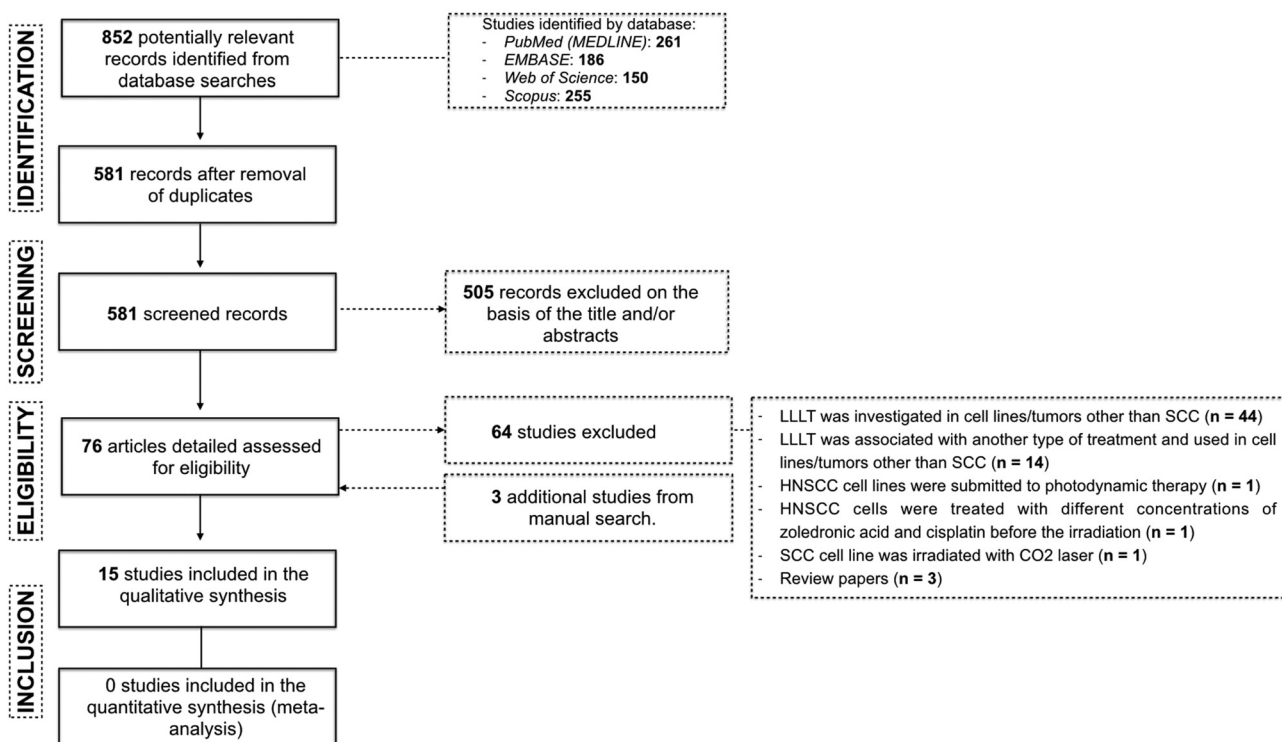 IDENTIFICATION
852 potentially relevant
records identified from
database searches
Studies identified by database:
- PubMed (MEDLINE): 261
- EMBASE: 186
- Web of Science: 150
- Scopus: 255
581 records after removal
of duplicates
SCREENING
581 screened records
505 records excluded on the
basis of the title and/or
abstracts
ELIGIBILITY
76 articles detailed assessed
for eligibility
64 studies excluded
3 additional studies from
manual search.
- LLLT was investigated in cell lines/tumors other than SCC (n = 44)
- LLLT was associated with another type of treatment and used in cell
lines/tumors other than SCC (n = 14)
- HNSCC cell lines were submitted to photodynamic therapy (n = 1)
- HNSCC cells were treated with different concentrations of
zoledronic acid and cisplatin before the irradiation (n = 1)
- SCC cell line was irradiated with CO2 laser (n = 1)
- Review papers (n = 3)
INCLUSION
15 studies included in the
qualitative synthesis
0 studies included in the
quantitative synthesis (meta-
analysis)